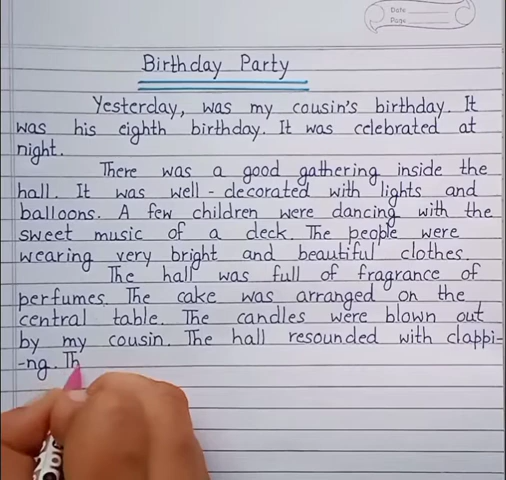 Date
Page
Birthday Party
Yesterday, was my cousin's birthday. It
was his eighth birthday. It was celebrated at
night.
There was a good gathering inside the
hall. It was well - decorated with lights and
balloons. A few children were dancing with the
sweet music of a deck. The people were
wearing very bright and beautiful clothes.
The hall was full of fragrance of
perfumes. The cake was arranged on the
central table. The candles were blown out
by my cousin. The hall resounded with clappi-
-ng. Th